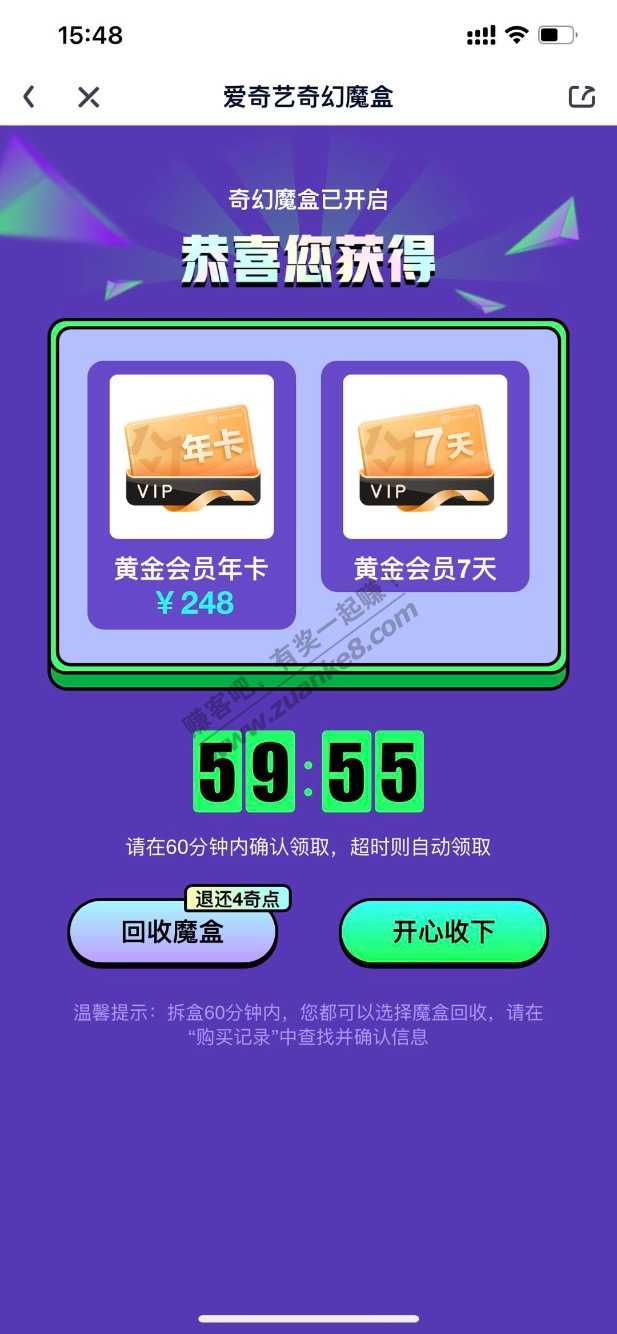 15:48
爱奇艺奇幻魔盒
奇幻魔盒已开启
恭喜您获得
年卡
VIP
7天
VIP
黄金会员年卡
¥248
黄金会员7天
赚客吧,有奖一起赚!
www.zuanke8.com
59:55
请在60分钟内确认领取，超时则自动领取
退还4奇点
回收魔盒
开心收下
温馨提示：拆盒60分钟内，您都可以选择魔盒回收，请在
“购买记录”中查找并确认信息